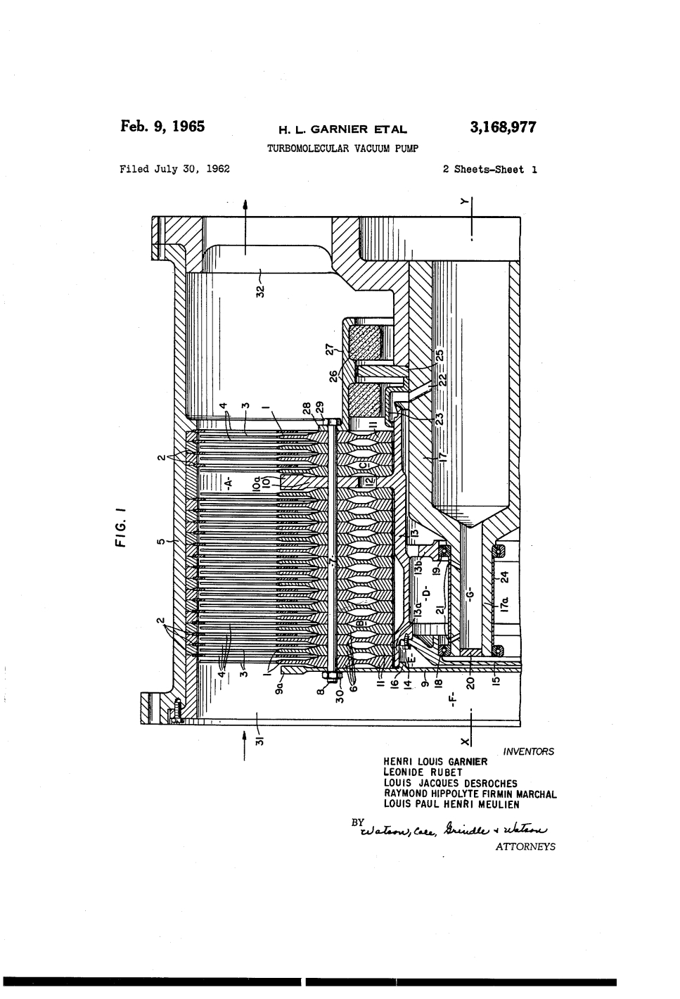 Feb. 9, 1965
H. L. GARNIER ETAL
3,168,977
TURBOMOLECULAR VACUUM PUMP
Filed July 30, 1962
2 Sheets-Sheet 1
FIG. 1
Y
32
27
26
25
22
23
28
29
4
3
1
11
2
-A-
10a
10
C
12
17
5
7
13
13b
19
-D-
21
-G-
24
17a
13a
B
2
4
3
1
9a
8
30
6
11
16
14
-E-
9
18
20
15
-F-
31
X
INVENTORS
HENRI LOUIS GARNIER
LEONIDE RUBET
LOUIS JACQUES DESROCHES
RAYMOND HIPPOLYTE FIRMIN MARCHAL
LOUIS PAUL HENRI MEULIEN
BY
Watson, Cole, Grindle & Watson
ATTORNEYS